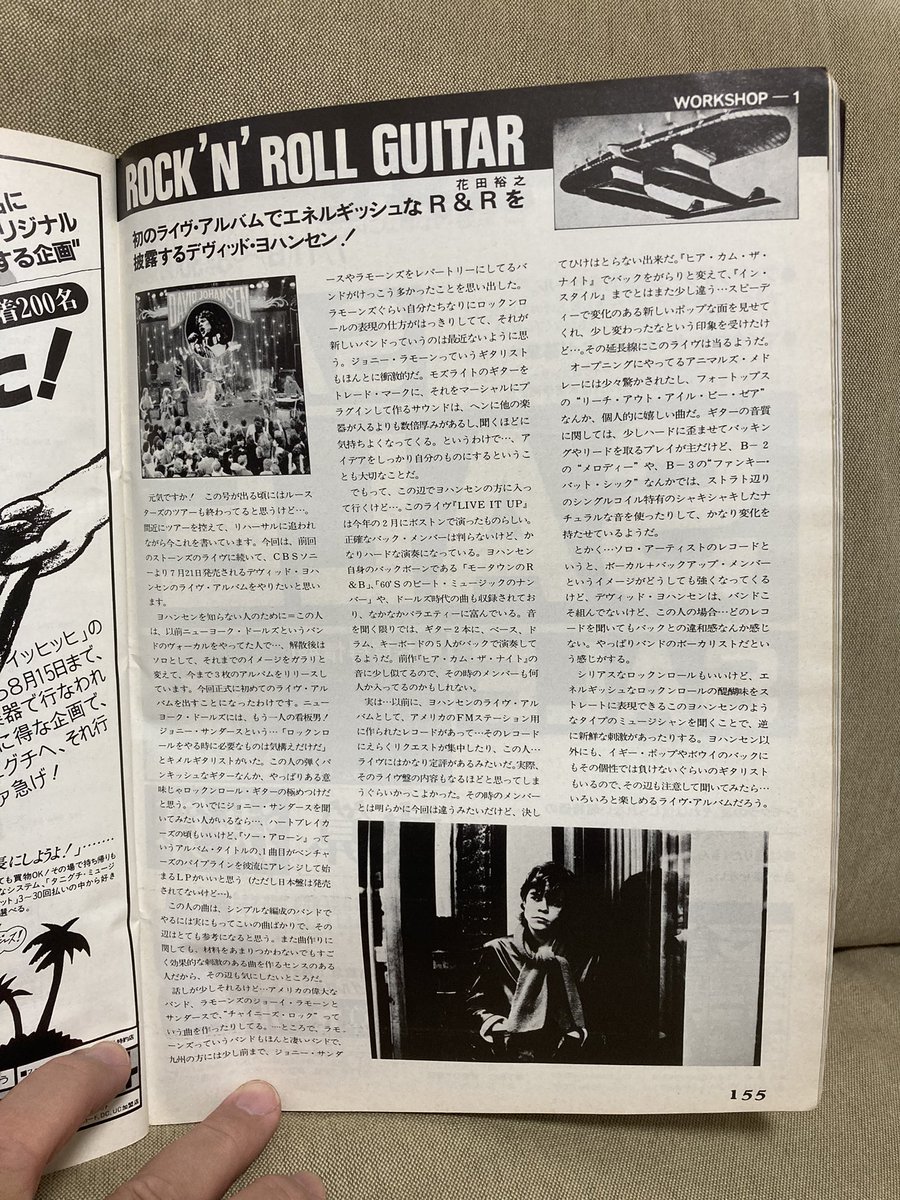 WORKSHOP—1
ROCK'N'ROLL GUITAR
花田裕之
初のライヴ・アルバムでエネルギッシュなR&Rを
披露するデヴィッド・ヨハンセン！
DAVID JOHANSEN
元気ですか！ この号が出る頃にはルース
ターズのツアーも終わってると思うけど…。
間近にツアーを控えて、リハーサルに追われ
ながら今これを書いています。今回は、前回
のストーンズのライヴに続いて、CBSソニ
ーより7月21日発売されるデヴィッド・ヨハ
ンセンのライヴ・アルバムをやりたいと思い
ます。
ヨハンセンを知らない人のために＝この人
は、以前ニューヨーク・ドールズというバン
ドのヴォーカルをやってた人で…、解散後は
ソロとして、それまでのイメージをガラリと
変えて、今まで3枚のアルバムをリリースし
ています。今回正式に初めてのライヴ・アル
バムを出すことになったわけです。ニュー
ヨーク・ドールズには、もう一人の看板男！
ジョニー・サンダースという…「ロックンロ
ールをやる時に必要なものは気構えだけだ」
とキメルギタリストがいた。この人の弾くパ
ンキッシュなギターなんか、やっぱりある意
味じゃロックンロール・ギターの極めつけだ
と思う。ついでにジョニー・サンダースを聞
いてみたい人がいるなら…、ハートブレイカ
ーズの頃もいいけど、『ソー・アローン』って
いうアルバム・タイトルの、1曲目がベンチャ
ーズのパイプラインを彼流にアレンジして始
まるLPがいいと思う（ただし日本盤は発売
されてないけど…）。
この人の曲は、シンプルな編成のバンドで
やるには実にもってこいの曲ばかりで、その
辺はとても参考になると思う。また曲作りに
関しても、材料をあまりつかわないでもすご
く効果的な刺激のある曲を作るセンスのある
人だから、その辺も気にしたいところだ。
話しが少しそれるけど…アメリカの偉大な
バンド、ラモーンズのジョーイ・ラモーンと
サンダースで、“チャイニーズ・ロック”って
いう曲を作ったりしてる。…ところで、ラモ
ーンズっていうバンドもほんと凄いバンドで、
九州の方には少し前まで、ジョニー・サンダ
ースやラモーンズをレパートリーにしてるバ
ンドがけっこう多かったことを思い出した。
ラモーンズぐらい自分たちなりにロックンロ
ールの表現の仕方がはっきりしてて、それが
新しいバンドっていうのは最近ないように思
う。ジョニー・ラモーンっていうギタリスト
もほんとに衝激的だ。モズライトのギターを
トレード・マークに、それをマーシャルにプ
ラグインして作るサウンドは、ヘンに他の楽
器が入るよりも数倍厚みがあるし、聞くほどに
気持ちよくなってくる。というわけで…、ア
イデアをしっかり自分のものにするというこ
とも大切なことだ。
でもって、この辺でヨハンセンの方に入っ
て行くけど…。このライヴ『LIVE IT UP』
は今年の2月にボストンで演ったものらしい。
正確なバック・メンバーは判らないけど、か
なりハードな演奏になっている。ヨハンセン
自身のバックボーンである「モータウンのR
&B」、「60'Sのビート・ミュージックのナン
バー」や、ドールズ時代の曲も収録されてお
り、なかなかバラエティーに富んでいる。音
を聞く限りでは、ギター2本に、ベース、ド
ラム、キーボードの5人がバックで演奏して
るようだ。前作『ヒア・カム・ザ・ナイト』の
音に少し似てるので、その時のメンバーも何
人か入ってるのかもしれない。
実は…以前に、ヨハンセンのライヴ・アル
バムとして、アメリカのFMステーション用
に作られたレコードがあって…そのレコード
にえらくリクエストが集中したり、この人…
ライヴにはかなり定評があるみたいだ。実際、
そのライヴ盤の内容もなるほどと思ってしま
うぐらいかっこよかった。その時のメンバー
とは明らかに今回は違うみたいだけど、決し
てひけはとらない出来だ。『ヒア・カム・ザ・
ナイト』でバックをがらりと変えて、『イン・
スタイル』までとはまた少し違う…スピーデ
ィーで変化のある新しいポップな面を見せて
くれ、少し変わったなという印象を受けたけ
ど…。その延長線にこのライヴは当るようだ。
オープニングにやってるアニマルズ・メド
レーには少々驚かされたし、フォートップス
の“リーチ・アウト・アイル・ビー・ゼア”
なんか、個人的に嬉しい曲だ。ギターの音質
に関しては、少しハードに歪ませてバッキン
グやリードを取るプレイが主だけど、B−2
の“メロディー”や、B−3の“ファンキー・
バット・シック”なんかでは、ストラト辺り
のシングルコイル特有のシャキシャキしたナ
チュラルな音を使ったりして、かなり変化を
持たせているようだ。
とかく…ソロ・アーティストのレコードと
いうと、ボーカル＋バックアップ・メンバー
というイメージがどうしても強くなってくる
けど、デヴィッド・ヨハンセンは、バンドこ
そ組んでないけど、この人の場合…どのレコ
ードを聞いてもバックとの違和感なんか感じ
ない。やっぱりバンドのボーカリストだとい
う感じがする。
シリアスなロックンロールもいいけど、エ
ネルギッシュなロックンロールの醍醐味をス
トレートに表現できるこのヨハンセンのよう
なタイプのミュージシャンを聞くことで、逆
に新鮮な刺激があったりする。ヨハンセン以
外にも、イギー・ポップやボウイのバックに
もその個性では負けないぐらいのギタリスト
もいるので、その辺も注意して聞いてみたら…
いろいろと楽しめるライヴ・アルバムだろう。
155
に
リジナル
する企画”
着200名
に！
イッヒッヒ」の
8月15日まで、
器で行なわれ
に得な企画で、
グチへ、それ行
ァ急げ！
長にしようよ！」……
ても買物OK！その場で持ち帰りも
なシステム、「タニグチ・ミュージ
ット」3〜30回払いの中から好き
選べる。
DC,UC加盟店